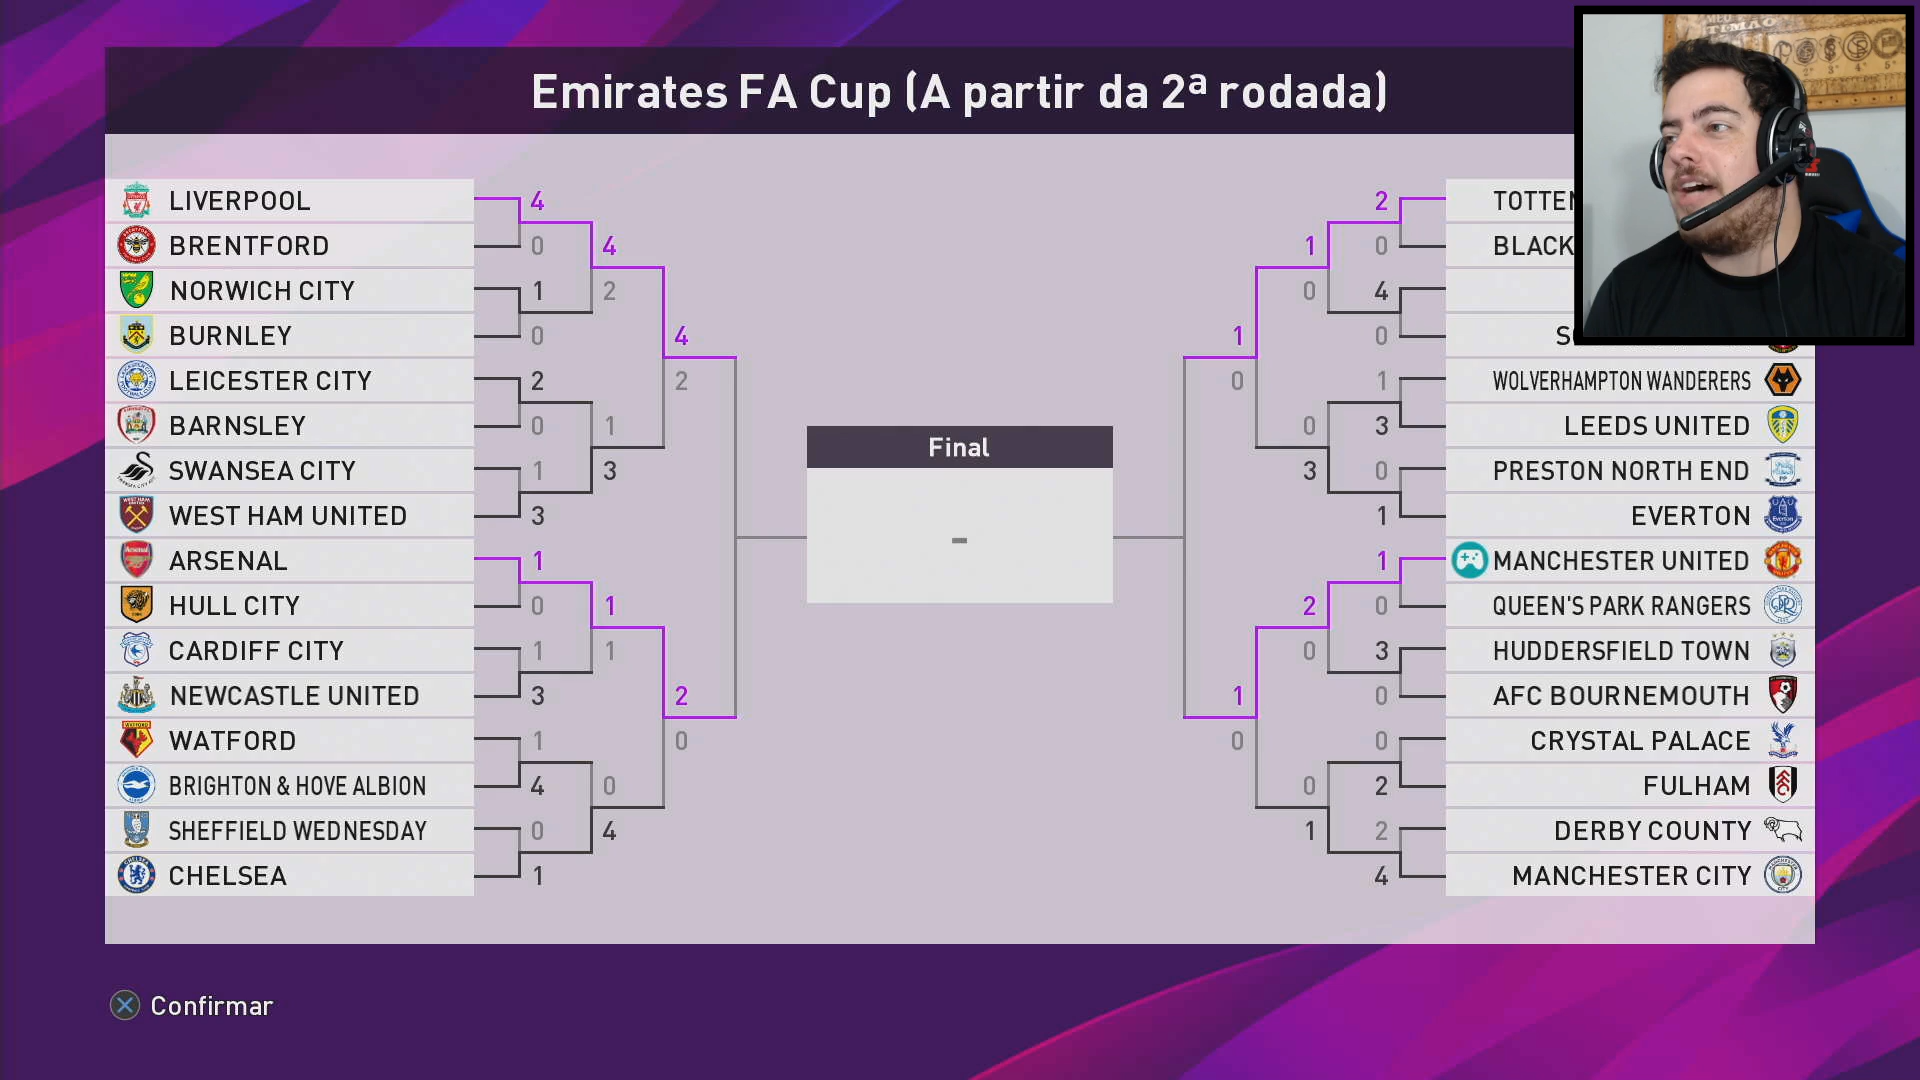 MEU
TIMÃO
Emirates FA Cup (A partir da 2ª rodada)
LIVERPOOL 4
BRENTFORD 0
4
NORWICH CITY 1
2
BURNLEY 0
4
LEICESTER CITY 2
2
BARNSLEY 0
1
SWANSEA CITY 1
3
WEST HAM UNITED 3
ARSENAL 1
HULL CITY 0
1
CARDIFF CITY 1
1
NEWCASTLE UNITED 3
2
WATFORD 1
0
BRIGHTON & HOVE ALBION 4
0
SHEFFIELD WEDNESDAY 0
4
CHELSEA 1
Final
-
2 TOTTEN
1
0 BLACK
0
4
1
0 S
0
1 WOLVERHAMPTON WANDERERS
0
3 LEEDS UNITED
3
0 PRESTON NORTH END
1 EVERTON
1 MANCHESTER UNITED
2
0 QUEEN'S PARK RANGERS
0
3 HUDDERSFIELD TOWN
1
0 AFC BOURNEMOUTH
0
0 CRYSTAL PALACE
0
2 FULHAM
1
2 DERBY COUNTY
4 MANCHESTER CITY
Confirmar